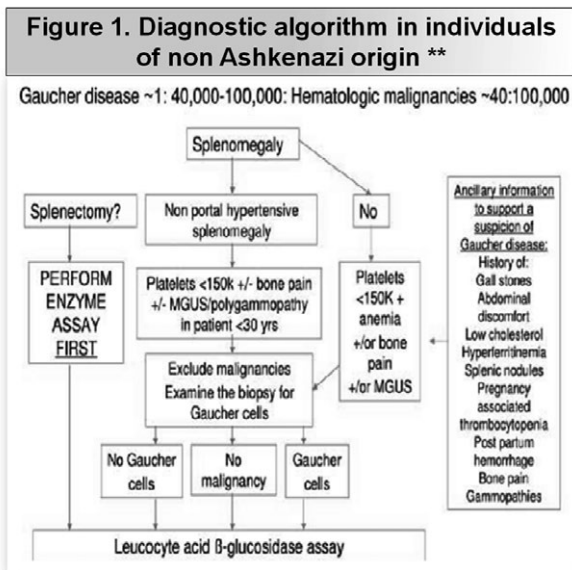 Figure 1. Diagnostic algorithm in individuals
of non Ashkenazi origin **
Gaucher disease ~1: 40,000-100,000: Hematologic malignancies ~40:100,000
Splenomegaly
Splenectomy?
Non portal hypertensive
splenomegaly
No
PERFORM
ENZYME
ASSAY
FIRST
Platelets <150k +/- bone pain
+/- MGUS/polygammopathy
in patient <30 yrs
Platelets
<150K +
anemia
+/or bone
pain
+/or MGUS
Exclude malignancies
Examine the biopsy for
Gaucher cells
No Gaucher
cells
No
malignancy
Gaucher
cells
Leucocyte acid ß-glucosidase assay
Ancillary information
to support a
suspicion of
Gaucher disease:
History of:
Gall stones
Abdominal
discomfort
Low cholesterol
Hyperferritinemia
Splenic nodules
Pregnancy
associated
thrombocytopenia
Post partum
hemorrhage
Bone pain
Gammopathies